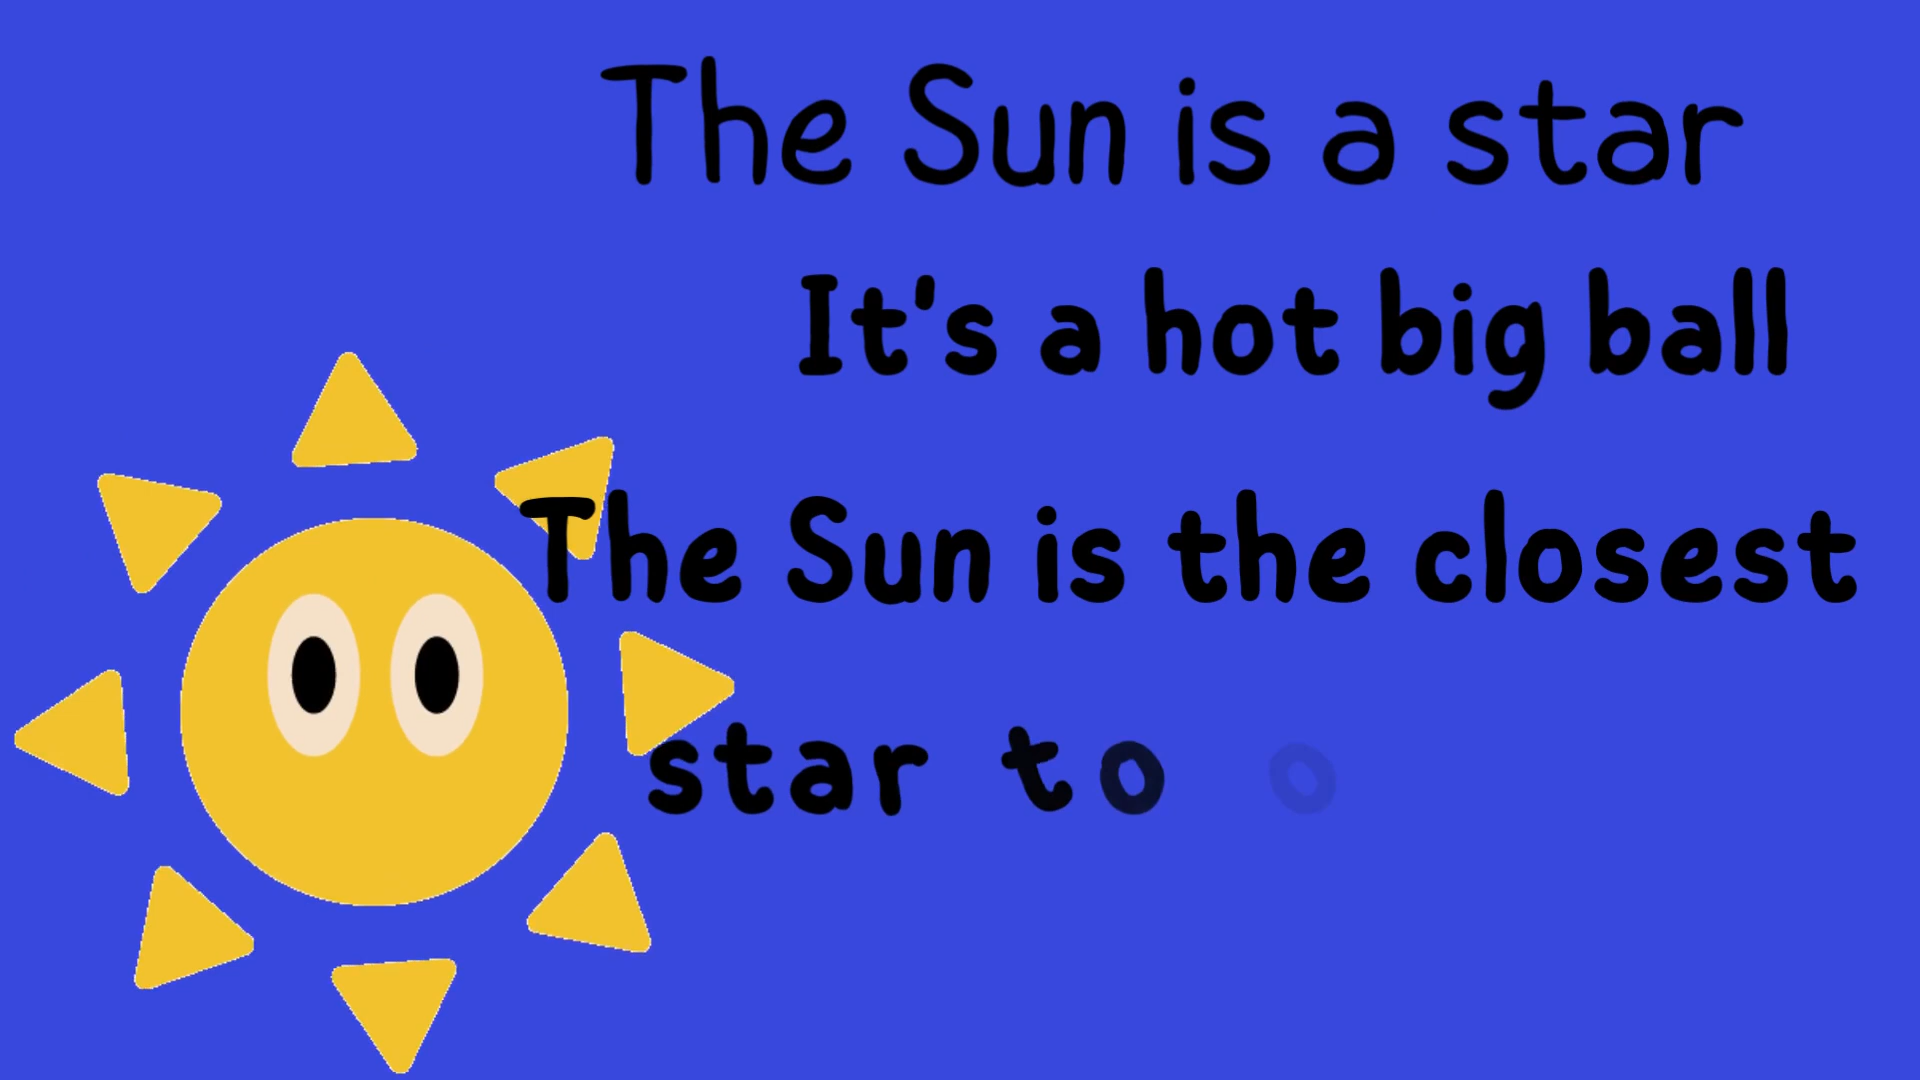 The Sun is a star
It's a hot big ball
The Sun is the closest
star to o